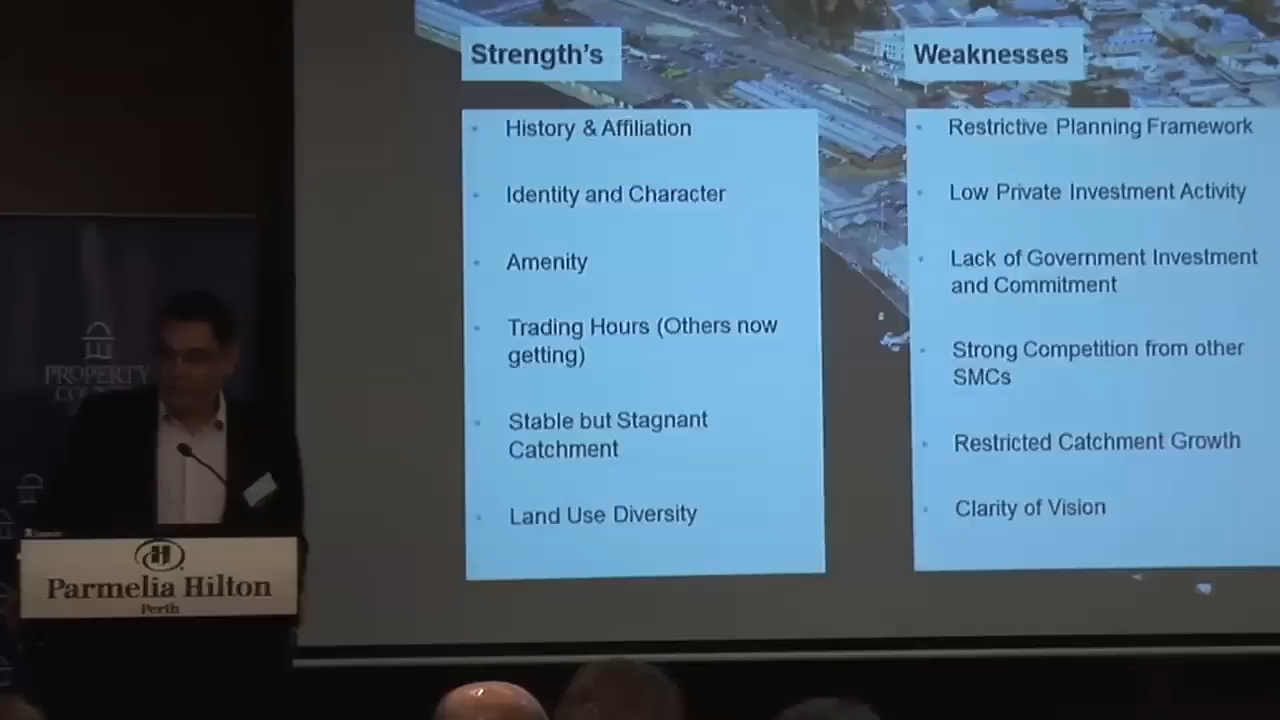 Strength's
History & Affiliation
Identity and Character
Amenity
Trading Hours (Others now
getting)
Stable but Stagnant
Catchment
Land Use Diversity
Weaknesses
Restrictive Planning Framework
Low Private Investment Activity
Lack of Government Investment
and Commitment
Strong Competition from other
SMCs
Restricted Catchment Growth
Clarity of Vision
PROPERTY
Parmelia Hilton
Perth